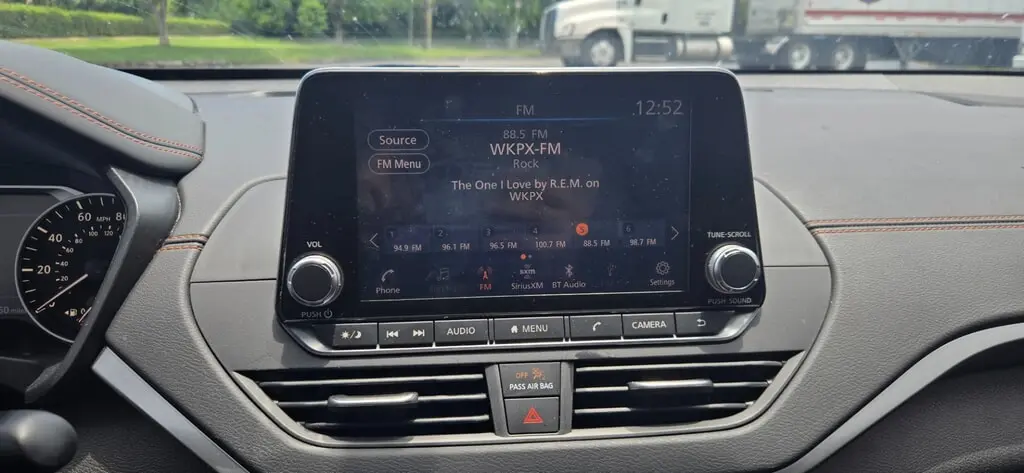 FM
12:52
Source
88.5 FM
WKPX-FM
FM Menu
Rock
The One I Love by R.E.M. on
WKPX
1 2 3 4 5 6
94.9 FM 96.1 FM 96.5 FM 100.7 FM 88.5 FM 98.7 FM
Phone
FM
sxm
SiriusXM
BT Audio
Settings
VOL
PUSH
TUNE·SCROLL
PUSH SOUND
AUDIO
MENU
CAMERA
OFF
PASS AIR BAG
60 MPH 80
40
20
100 120
80
60